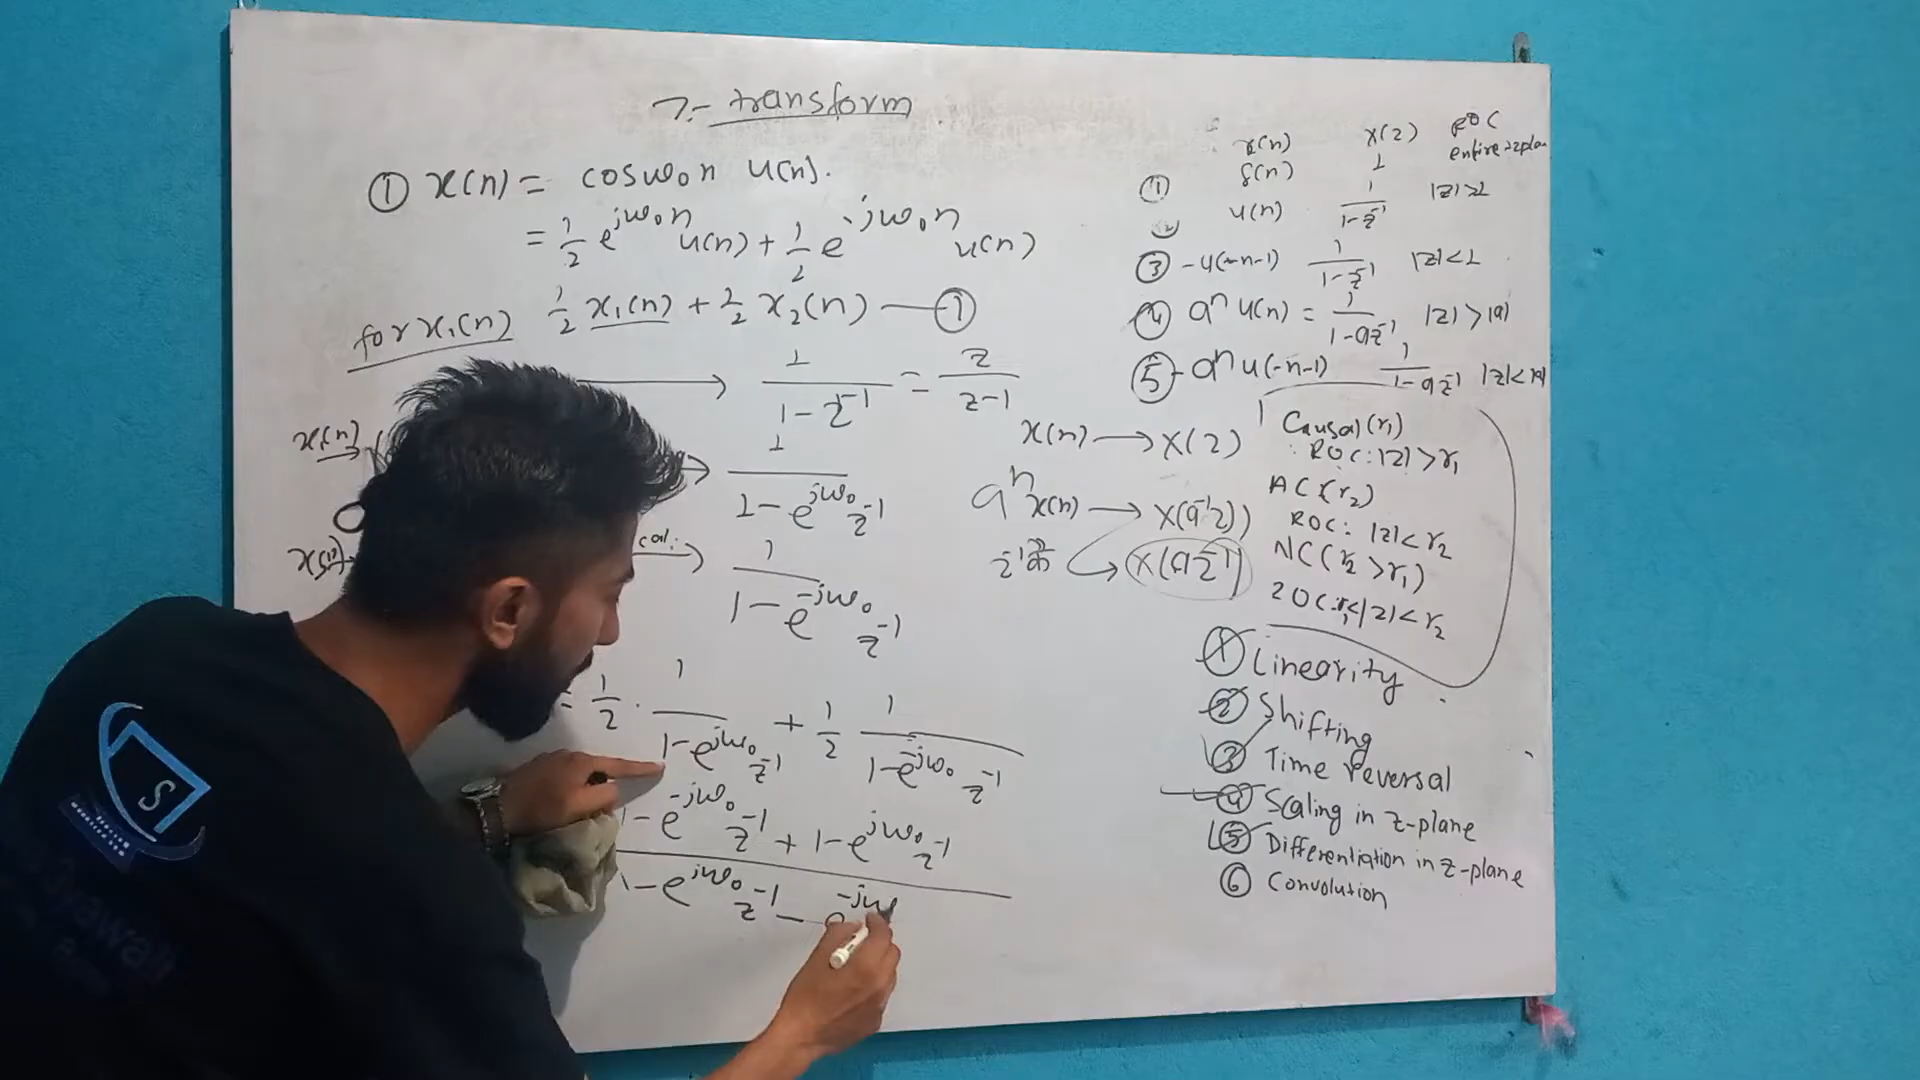 Z- transform
① x(n) = cosω₀n u(n).
= 1/2 e^{jω₀n} u(n) + 1/2 e^{-jω₀n} u(n)
for x₁(n) 1/2 x₁(n) + 1/2 x₂(n) — ①
→ 1/(1-z⁻¹) = z/(z-1)
x₁(n) → 1/(1-e^{jω₀}z⁻¹)
cal: → 1/(1-e^{-jω₀}z⁻¹)
= 1/2 · 1/(1-e^{jω₀}z⁻¹) + 1/2 1/(1-e^{-jω₀}z⁻¹)
1-e^{-jω₀}z⁻¹ + 1-e^{jω₀}z⁻¹
1-e^{jω₀}z⁻¹ - e^{-jω
x(n) X(z) ROC
① δ(n) 1 entire z plan
② u(n) 1/(1-z⁻¹) |z|>1
③ -u(-n-1) 1/(1-z⁻¹) |z|<1
④ aⁿ u(n) = 1/(1-az⁻¹) |z|>|a|
⑤ -aⁿ u(-n-1) 1/(1-az⁻¹) |z|<|a|
x(n) → X(z)
aⁿ x(n) → X(a⁻¹z)
→ X(az⁻¹)
Causal(r₁)
ROC: |z|>r₁
AC(r₂)
ROC: |z|<r₂
NC(r₂>r₁)
ROC: r₁<|z|<r₂
① Linearity
② Shifting
③ Time reversal
④ Scaling in z-plane
⑤ Differentiation in z-plane
⑥ Convolution
S